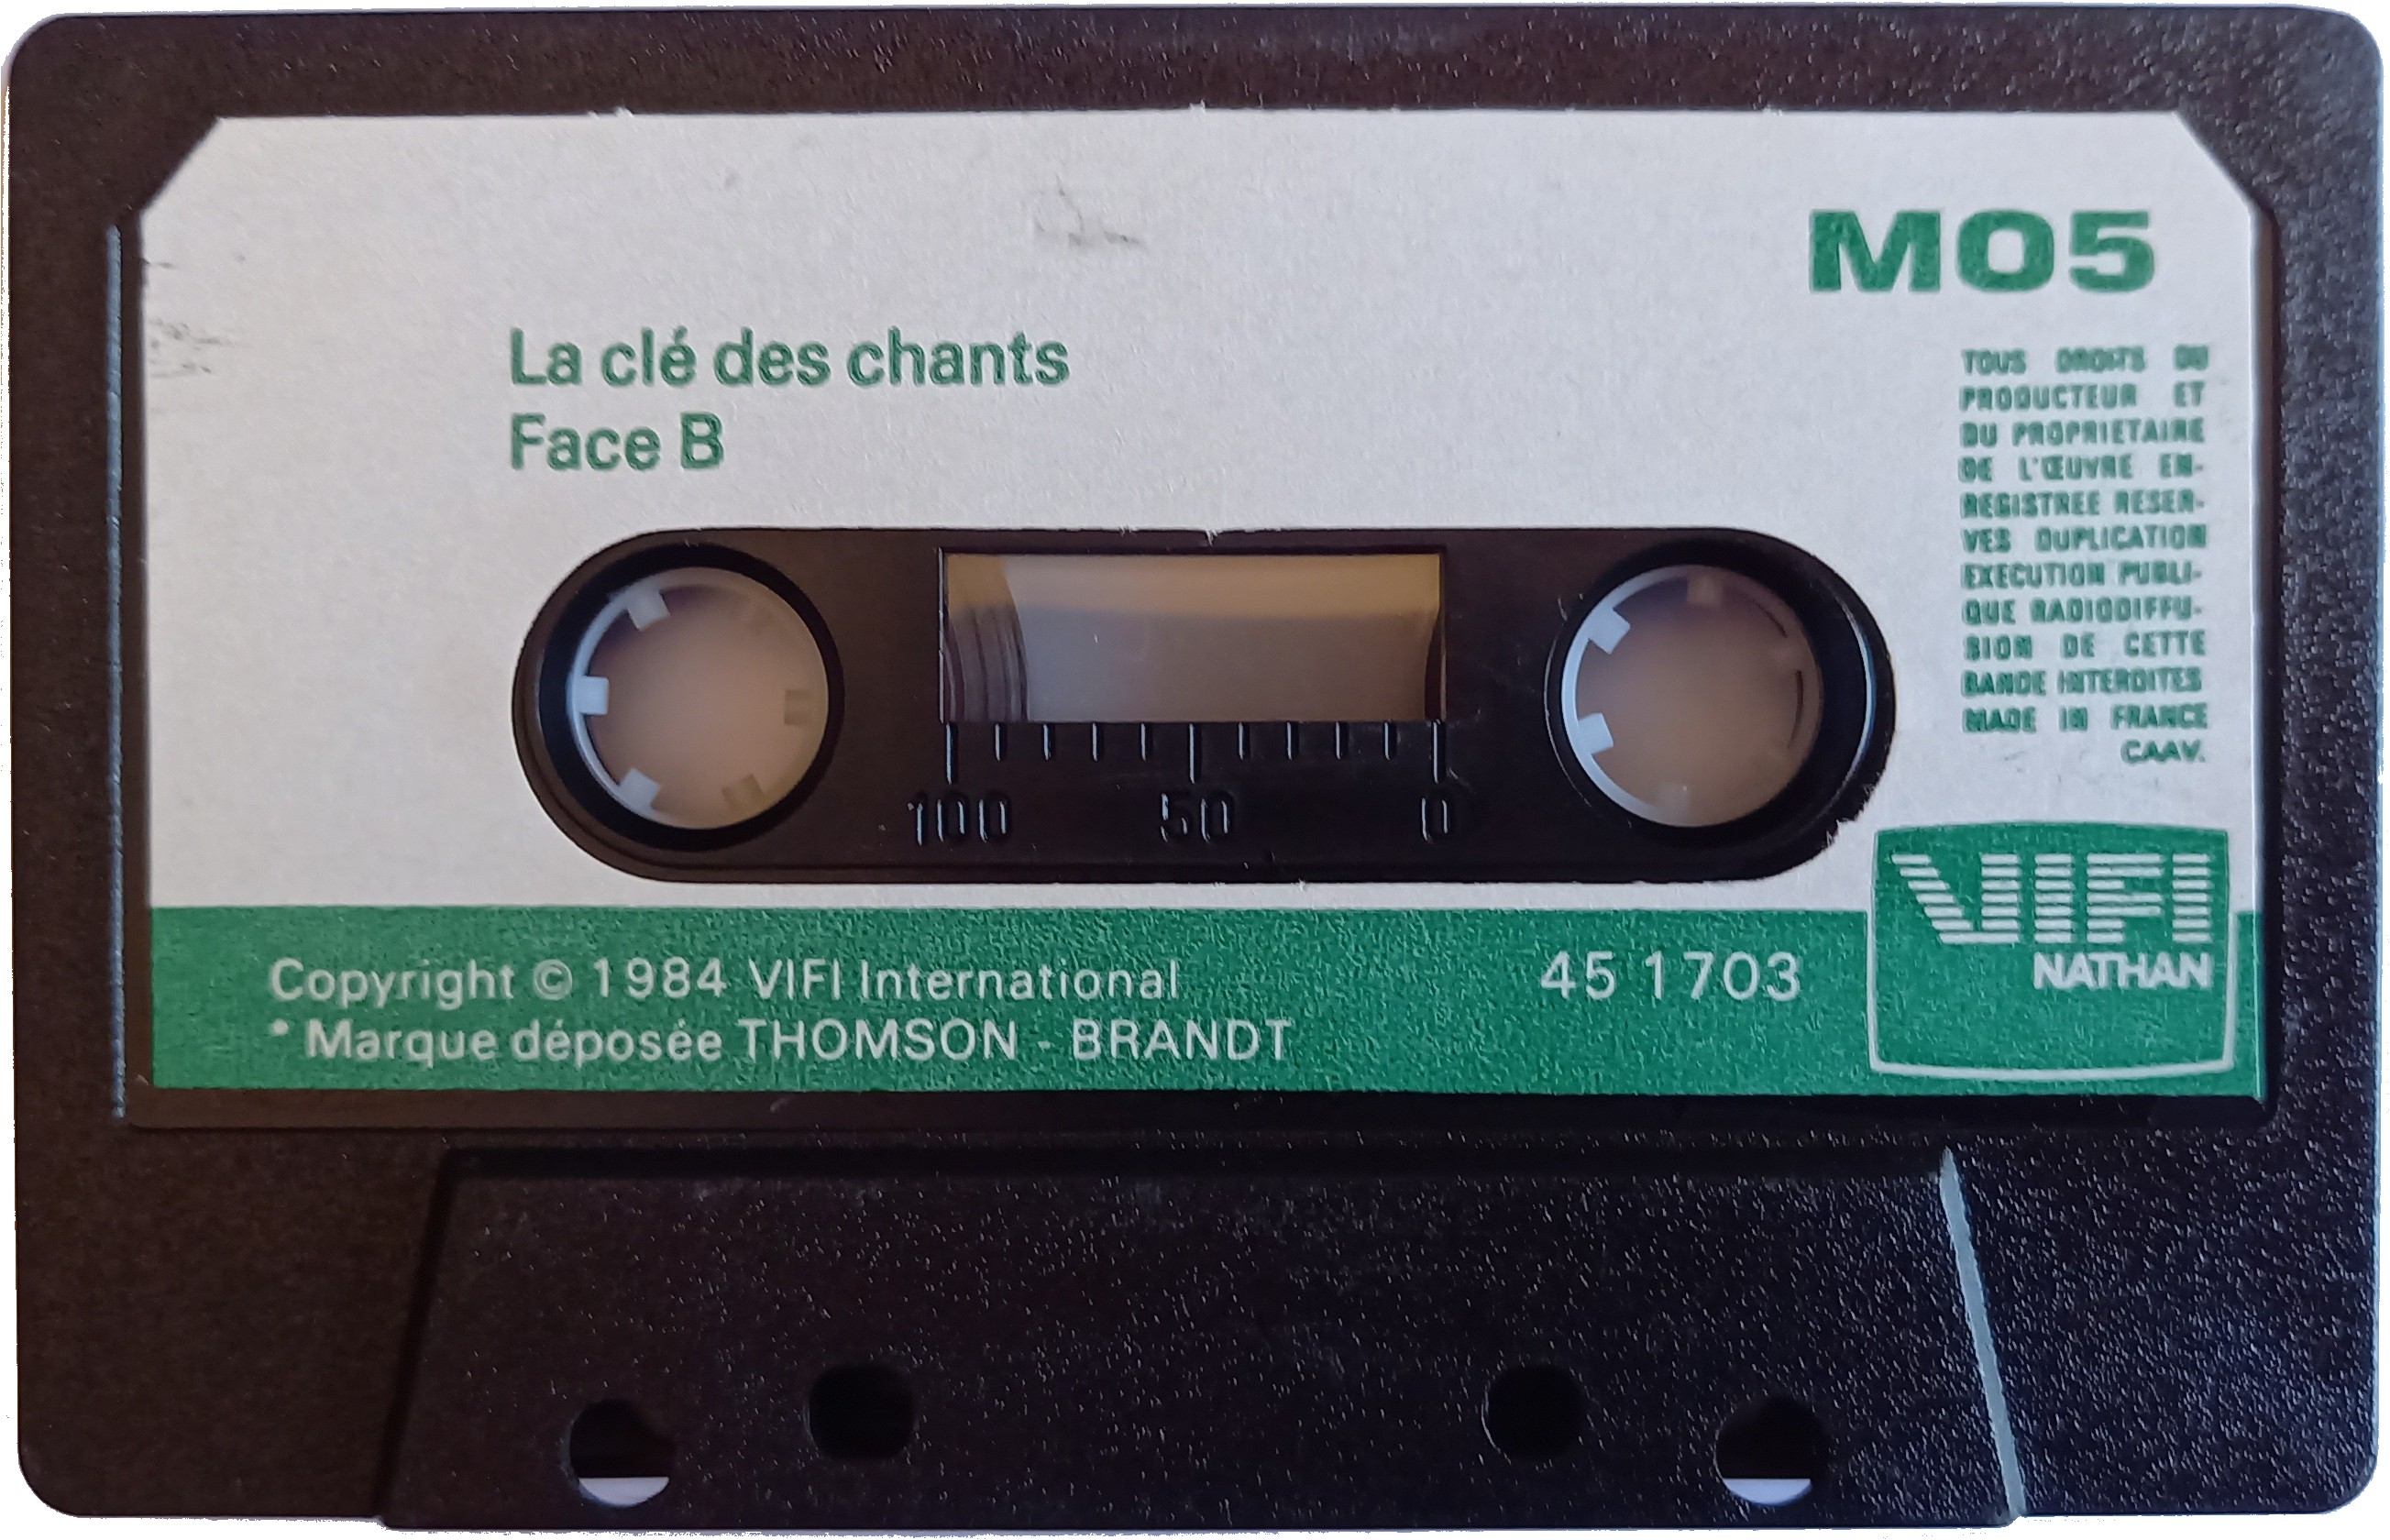 MO5
La clé des chants
Face B
TOUS DROITS DU
PRODUCTEUR ET
DU PROPRIETAIRE
DE L'ŒUVRE EN-
REGISTREE RESER-
VES DUPLICATION
EXECUTION PUBLI-
QUE RADIODIFFU-
SION DE CETTE
BANDE INTERDITES
MADE IN FRANCE
CAAV.
100 50 0
VIFI
NATHAN
Copyright © 1984 VIFI International
45 1703
* Marque déposée THOMSON - BRANDT